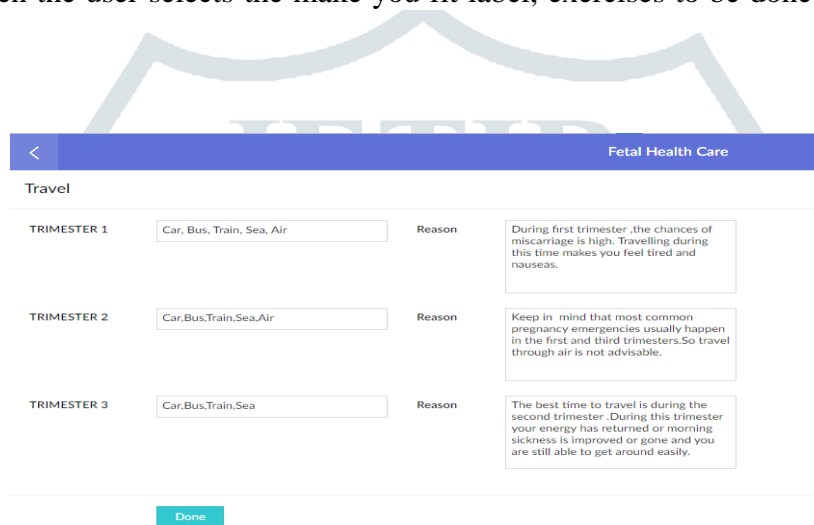 en the user selects the make you fit label, exercises to be done
JETIR
<
Fetal Health Care
Travel
TRIMESTER 1 Car, Bus, Train, Sea, Air Reason During first trimester ,the chances of
miscarriage is high. Travelling during
this time makes you feel tired and
nauseas.
TRIMESTER 2 Car,Bus,Train,Sea,Air Reason Keep in mind that most common
pregnancy emergencies usually happen
in the first and third trimesters.So travel
through air is not advisable.
TRIMESTER 3 Car,Bus,Train,Sea Reason The best time to travel is during the
second trimester .During this trimester
your energy has returned or morning
sickness is improved or gone and you
are still able to get around easily.
Done